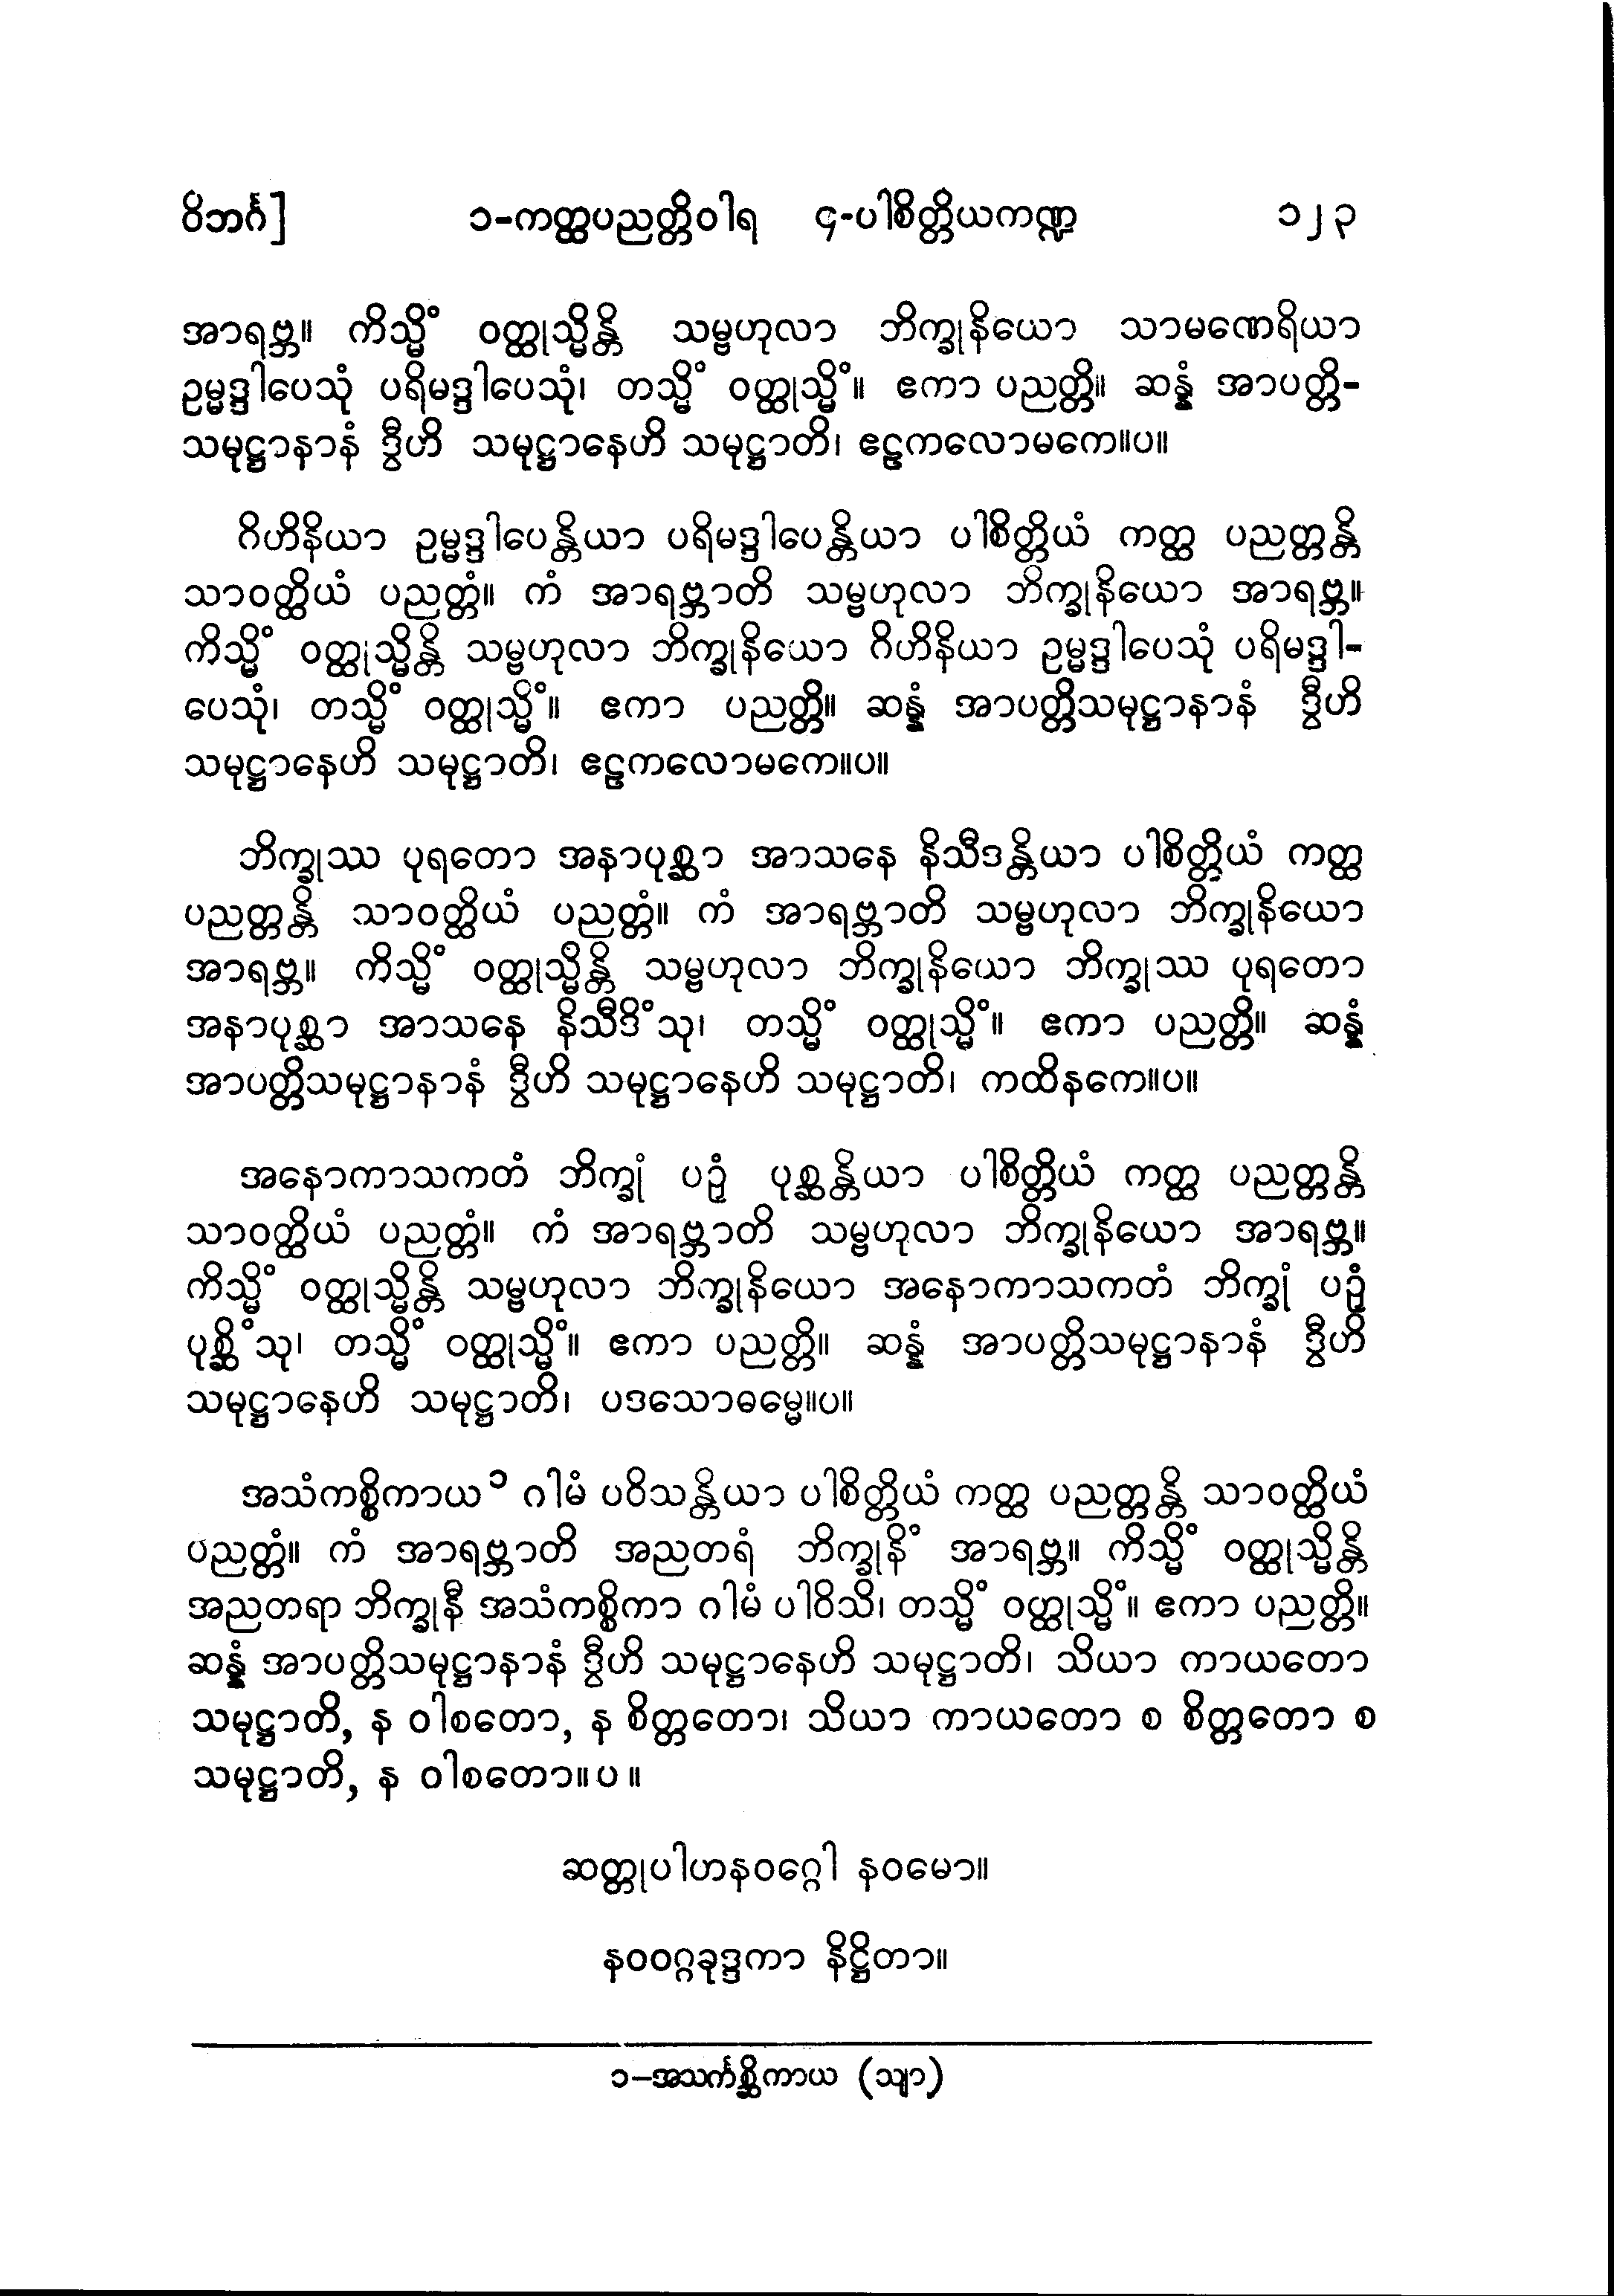 ဝိဘင်္ဂ] ၁-ကတ္ထပညတ္တိဝါရ ၄-ပါစိတ္တိယကဏ္ဍ ၁၂၃
အာရဗ္ဘ။ ကိသ္မိံ ဝတ္ထုသ္မိန္တိ သမ္ဗဟုလာ ဘိက္ခုနိယော သာမဏေရိယာ
ဥမ္မဒ္ဒါပေသုံ ပရိမဒ္ဒါပေသုံ၊ တသ္မိံ ဝတ္ထုသ္မိံ။ ဧကာ ပညတ္တိ။ ဆန္နံ အာပတ္တိ-
သမုဋ္ဌာနာနံ ဒွီဟိ သမုဋ္ဌာနေဟိ သမုဋ္ဌာတိ၊ ဧဠကလောမကေ။ပ။
ဂိဟိနိယာ ဥမ္မဒ္ဒါပေန္တိယာ ပရိမဒ္ဒါပေန္တိယာ ပါစိတ္တိယံ ကတ္ထ ပညတ္တန္တိ
သာဝတ္ထိယံ ပညတ္တံ။ ကံ အာရဗ္ဘာတိ သမ္ဗဟုလာ ဘိက္ခုနိယော အာရဗ္ဘ။
ကိသ္မိံ ဝတ္ထုသ္မိန္တိ သမ္ဗဟုလာ ဘိက္ခုနိယော ဂိဟိနိယာ ဥမ္မဒ္ဒါပေသုံ ပရိမဒ္ဒါ-
ပေသုံ၊ တသ္မိံ ဝတ္ထုသ္မိံ။ ဧကာ ပညတ္တိ။ ဆန္နံ အာပတ္တိသမုဋ္ဌာနာနံ ဒွီဟိ
သမုဋ္ဌာနေဟိ သမုဋ္ဌာတိ၊ ဧဠကလောမကေ။ပ။
ဘိက္ခုဿ ပုရတော အနာပုစ္ဆာ အာသနေ နိသီဒန္တိယာ ပါစိတ္တိယံ ကတ္ထ
ပညတ္တန္တိ သာဝတ္ထိယံ ပညတ္တံ။ ကံ အာရဗ္ဘာတိ သမ္ဗဟုလာ ဘိက္ခုနိယော
အာရဗ္ဘ။ ကိသ္မိံ ဝတ္ထုသ္မိန္တိ သမ္ဗဟုလာ ဘိက္ခုနိယော ဘိက္ခုဿ ပုရတော
အနာပုစ္ဆာ အာသနေ နိသီဒိံသု၊ တသ္မိံ ဝတ္ထုသ္မိံ။ ဧကာ ပညတ္တိ။ ဆန္နံ
အာပတ္တိသမုဋ္ဌာနာနံ ဒွီဟိ သမုဋ္ဌာနေဟိ သမုဋ္ဌာတိ၊ ကထိနကေ။ပ။
အနောကာသကတံ ဘိက္ခုံ ပဉှံ ပုစ္ဆန္တိယာ ပါစိတ္တိယံ ကတ္ထ ပညတ္တန္တိ
သာဝတ္ထိယံ ပညတ္တံ။ ကံ အာရဗ္ဘာတိ သမ္ဗဟုလာ ဘိက္ခုနိယော အာရဗ္ဘ။
ကိသ္မိံ ဝတ္ထုသ္မိန္တိ သမ္ဗဟုလာ ဘိက္ခုနိယော အနောကာသကတံ ဘိက္ခုံ ပဉှံ
ပုစ္ဆိံသု၊ တသ္မိံ ဝတ္ထုသ္မိံ။ ဧကာ ပညတ္တိ။ ဆန္နံ အာပတ္တိသမုဋ္ဌာနာနံ ဒွီဟိ
သမုဋ္ဌာနေဟိ သမုဋ္ဌာတိ၊ ပဒသောဓမ္မေ။ပ။
အသံကစ္စိကာယ ၁ ဂါမံ ပဝိသန္တိယာ ပါစိတ္တိယံ ကတ္ထ ပညတ္တန္တိ သာဝတ္ထိယံ
ပညတ္တံ။ ကံ အာရဗ္ဘာတိ အညတရံ ဘိက္ခုနိံ အာရဗ္ဘ။ ကိသ္မိံ ဝတ္ထုသ္မိန္တိ
အညတရာ ဘိက္ခုနီ အသံကစ္စိကာ ဂါမံ ပါဝိသိ၊ တသ္မိံ ဝတ္ထုသ္မိံ။ ဧကာ ပညတ္တိ။
ဆန္နံ အာပတ္တိသမုဋ္ဌာနာနံ ဒွီဟိ သမုဋ္ဌာနေဟိ သမုဋ္ဌာတိ၊ သိယာ ကာယတော
သမုဋ္ဌာတိ, န ဝါစတော, န စိတ္တတော၊ သိယာ ကာယတော စ စိတ္တတော စ
သမုဋ္ဌာတိ, န ဝါစတော။ပ။
ဆတ္တုပါဟနဝဂ္ဂေါ နဝမော။
နဝဝဂ္ဂခုဒ္ဒကာ နိဋ္ဌိတာ။
၁–အသင်္ကစ္ဆိကာယ (သျာ)